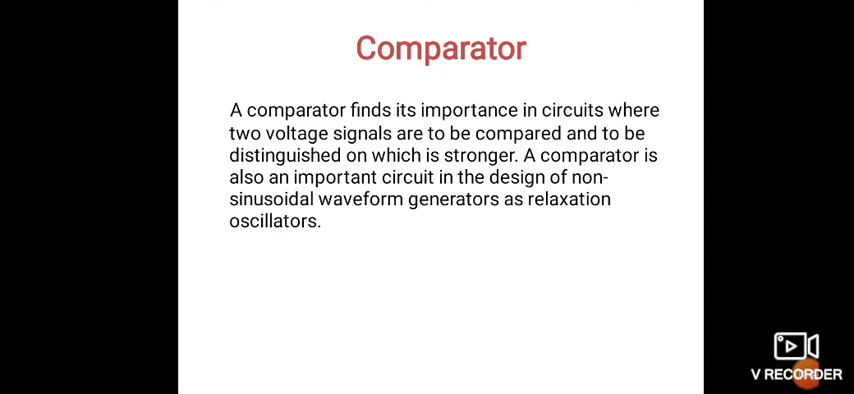 Comparator
A comparator finds its importance in circuits where
two voltage signals are to be compared and to be
distinguished on which is stronger. A comparator is
also an important circuit in the design of non-
sinusoidal waveform generators as relaxation
oscillators.
V RECORDER